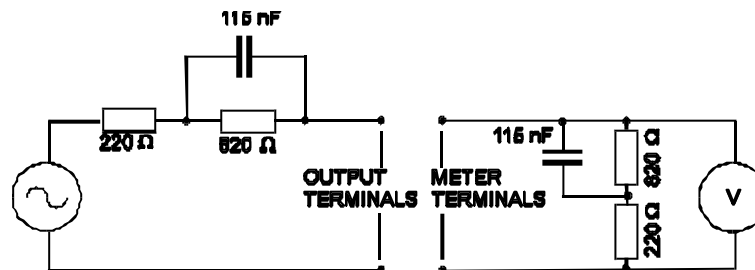 115 nF
220 Ω
820 Ω
OUTPUT
TERMINALS
METER
TERMINALS
115 nF
820 Ω
220 Ω
V